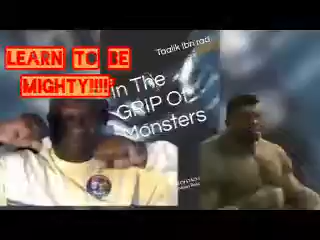 LEARN TO BE
MIGHTY!!!!
Taalik Ibn rad
In The
GRIP Of
Monsters